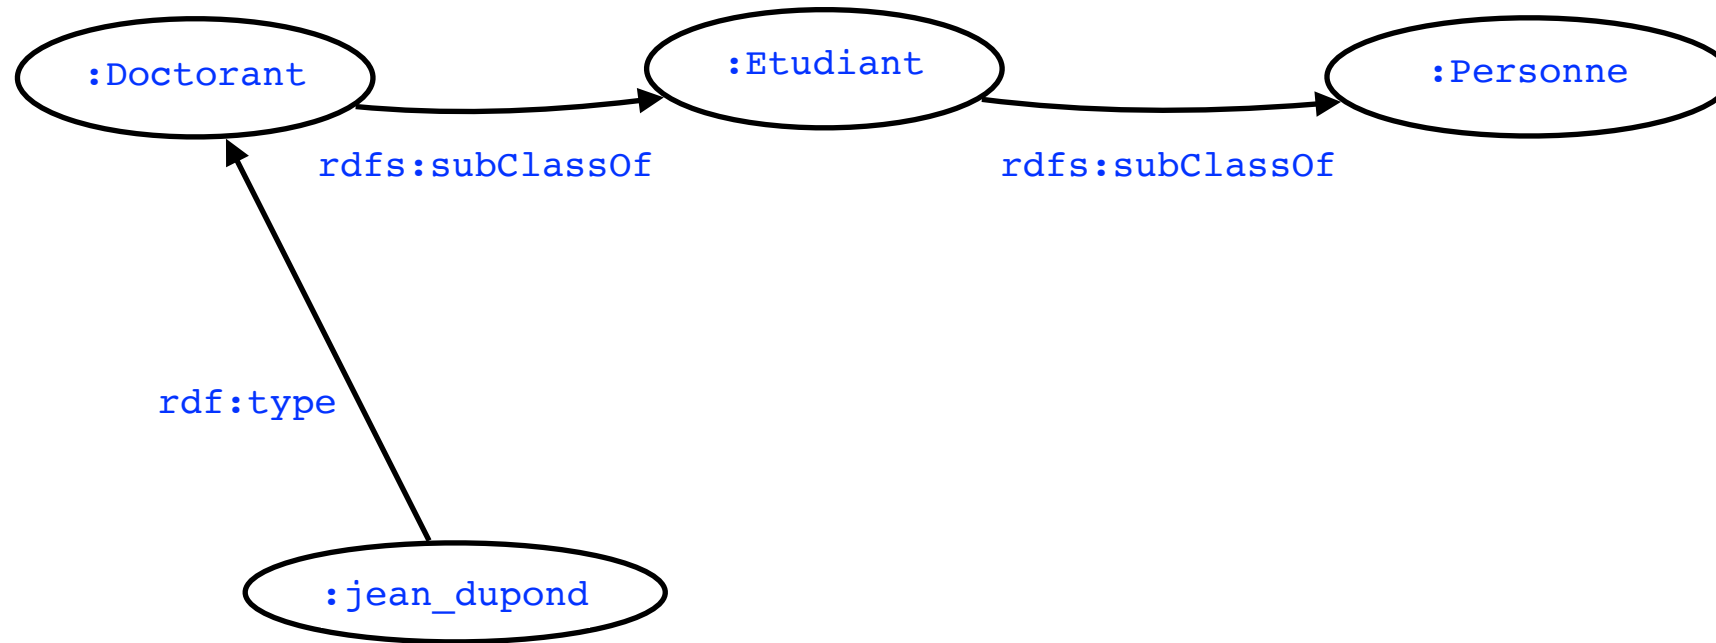 :Doctorant
:Etudiant
:Personne
rdfs:subClassOf
rdfs:subClassOf
rdf:type
:jean_dupond